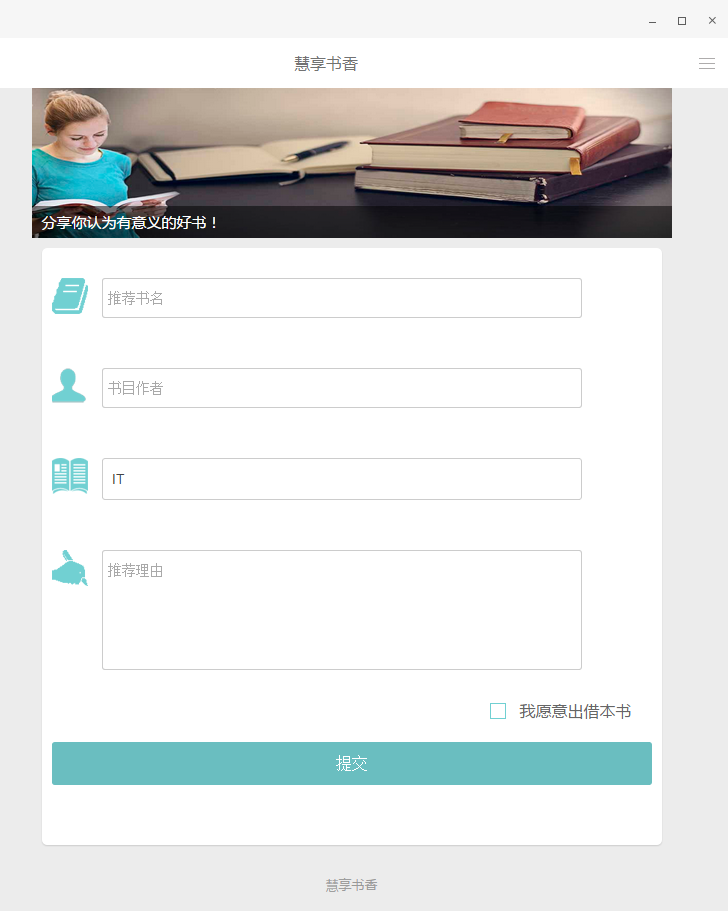 慧享书香
分享你认为有意义的好书！
推荐书名
书目作者
IT
推荐理由
我愿意出借本书
提交
慧享书香